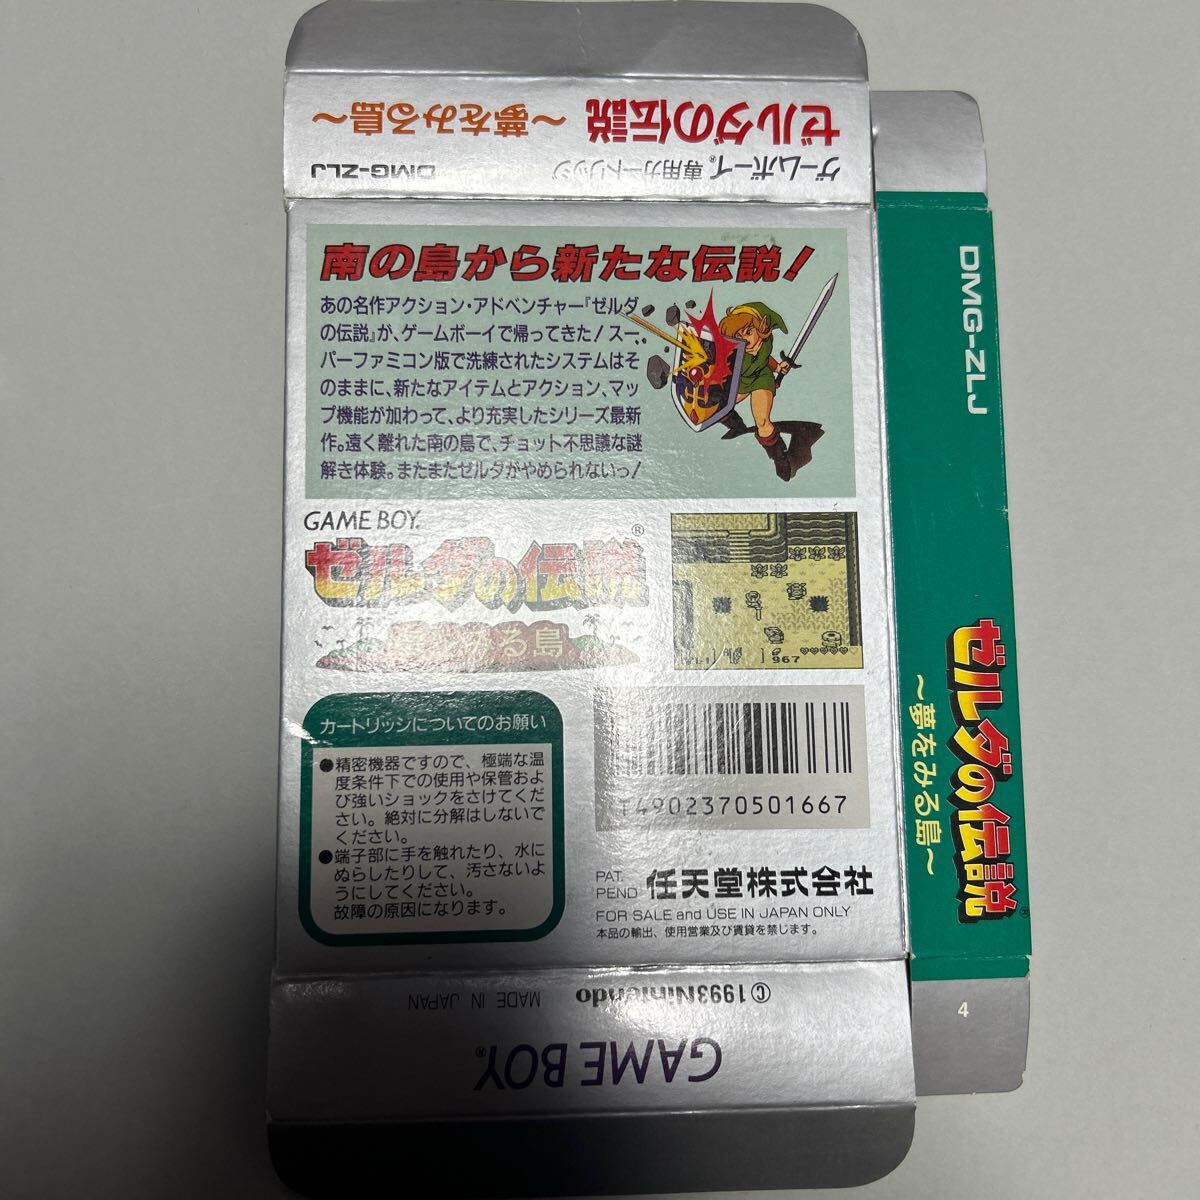 ゼルダの伝説 ～夢をみる島～
ゲームボーイ®専用カートリッジ DMG-ZLJ
南の島から新たな伝説!
あの名作アクション・アドベンチャー『ゼルダ
の伝説』が、ゲームボーイで帰ってきた!スー
パーファミコン版で洗練されたシステムはそ
のままに、新たなアイテムとアクション、マッ
プ機能が加わって、より充実したシリーズ最新
作。遠く離れた南の島で、チョット不思議な謎
解き体験。またまたゼルダがやめられないっ!
GAME BOY.
ゼルダの伝説®
夢をみる島
967
カートリッジについてのお願い
●精密機器ですので、極端な温
度条件下での使用や保管およ
び強いショックをさけてくだ
さい。絶対に分解はしないで
ください。
●端子部に手を触れたり、水に
ぬらしたりして、汚さないよ
うにしてください。
故障の原因になります。
T4902370501667
PAT.
PEND 任天堂株式会社
FOR SALE and USE IN JAPAN ONLY
本品の輸出、使用営業及び賃貸を禁じます。
©1993 Nintendo MADE IN JAPAN
GAME BOY®
DMG-ZLJ
ゼルダの伝説®
～夢をみる島～
4